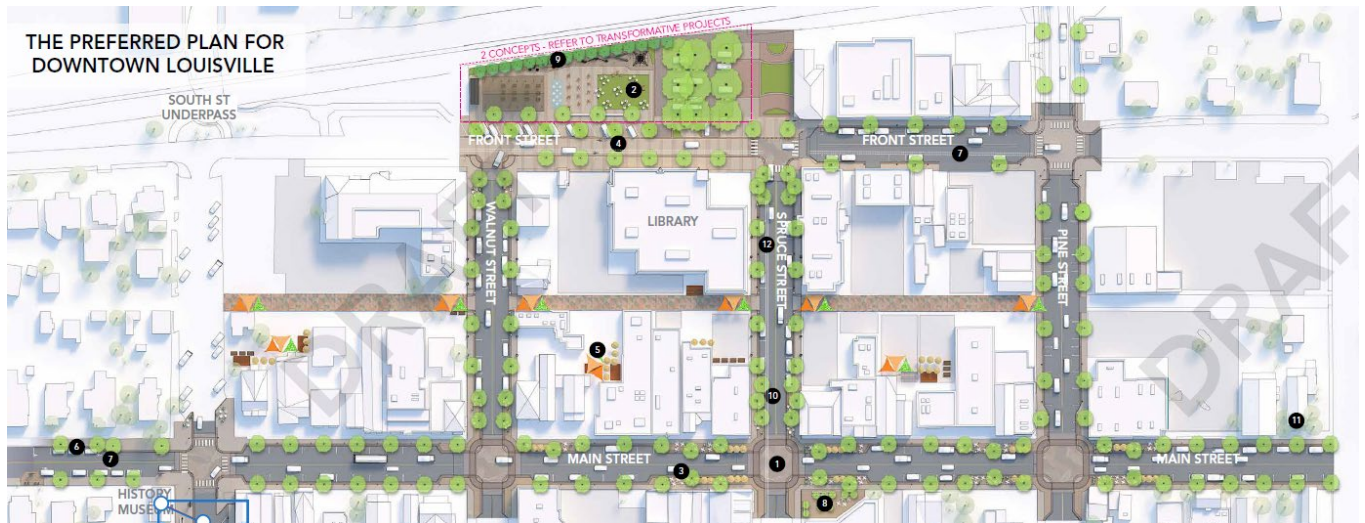 THE PREFERRED PLAN FOR
DOWNTOWN LOUISVILLE
2 CONCEPTS - REFER TO TRANSFORMATIVE PROJECTS
9
2
SOUTH ST
UNDERPASS
FRONT STREET
4
FRONT STREET
7
WALNUT STREET
LIBRARY
12
SPRUCE STREET
PINE STREET
DRAFT
DRAFT
5
10
11
6
7
MAIN STREET
3
1
MAIN STREET
HISTORY
MUSEUM
8